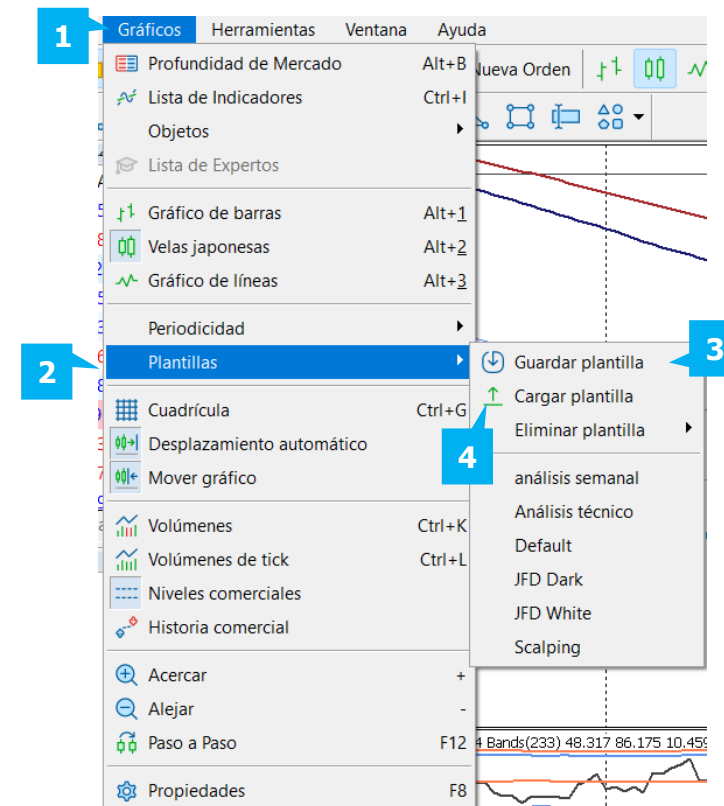 1
Gráficos Herramientas Ventana Ayuda
Profundidad de Mercado Alt+B
Nueva Orden
Lista de Indicadores Ctrl+I
Objetos
Lista de Expertos
Gráfico de barras Alt+1
Velas japonesas Alt+2
Gráfico de líneas Alt+3
Periodicidad
2
Plantillas
Guardar plantilla
3
Cargar plantilla
4
Eliminar plantilla
análisis semanal
Análisis técnico
Default
JFD Dark
JFD White
Scalping
Cuadrícula Ctrl+G
Desplazamiento automático
Mover gráfico
Volúmenes Ctrl+K
Volúmenes de tick Ctrl+L
Niveles comerciales
Historia comercial
Acercar +
Alejar -
Paso a Paso F12
Bands(233) 48.317 86.175 10.459
Propiedades F8